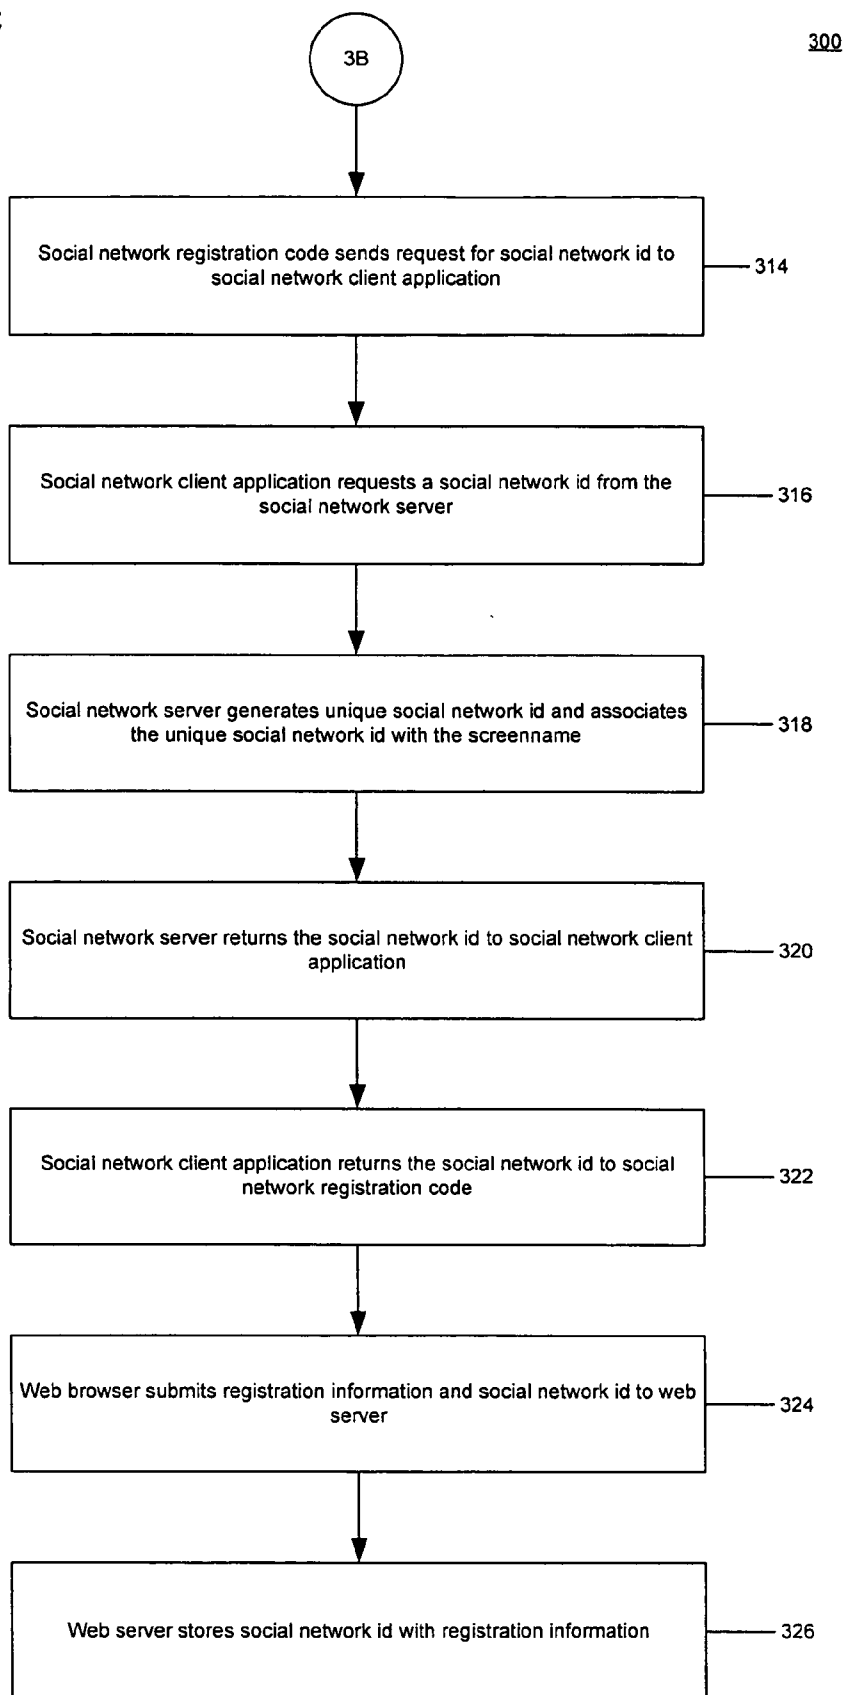 300
3B
Social network registration code sends request for social network id to
social network client application
314
Social network client application requests a social network id from the
social network server
316
Social network server generates unique social network id and associates
the unique social network id with the screenname
318
Social network server returns the social network id to social network client
application
320
Social network client application returns the social network id to social
network registration code
322
Web browser submits registration information and social network id to web
server
324
Web server stores social network id with registration information
326